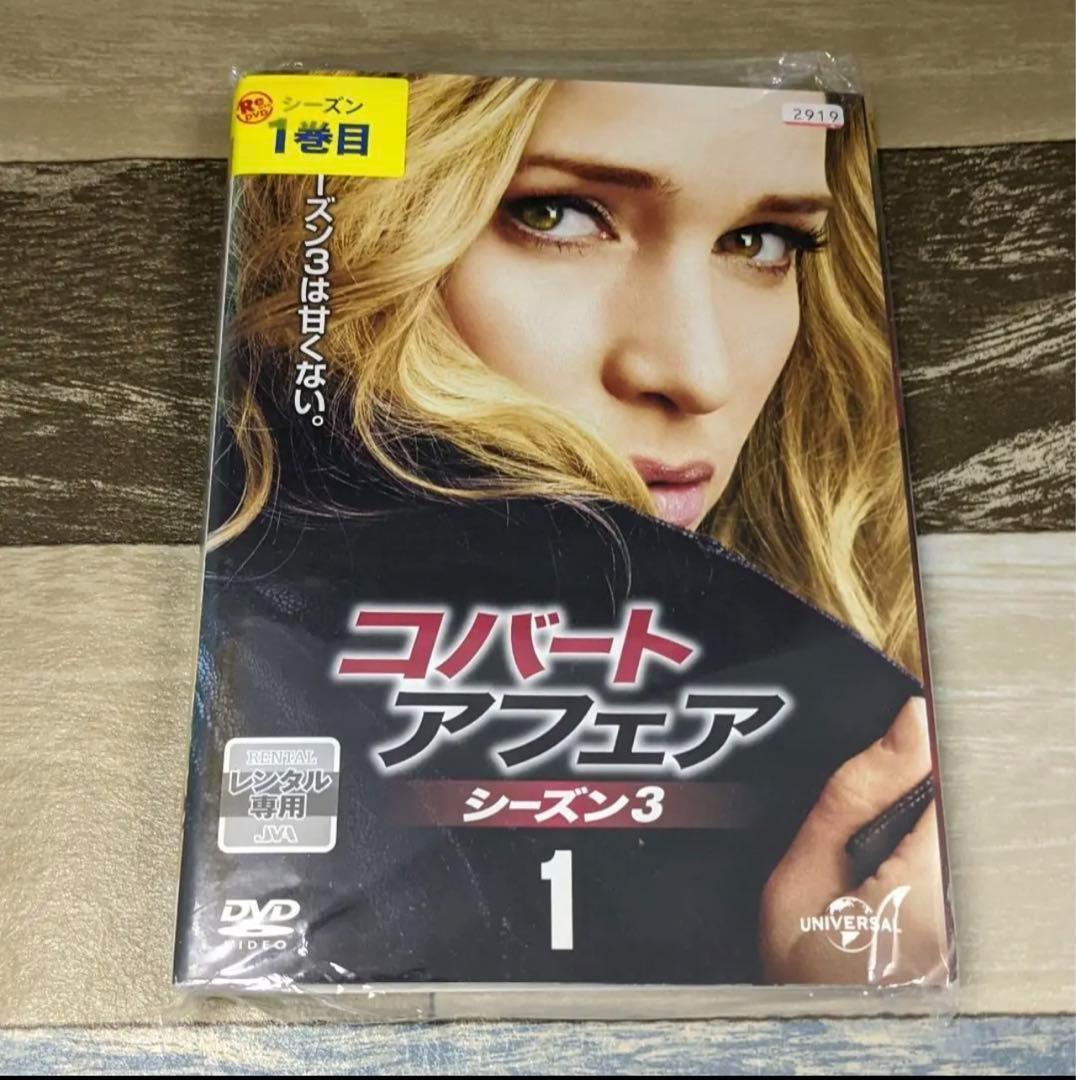 Re
DVD
シーズン
1巻目
2919
ーズン3は甘くない。
コバート
アフェア
シーズン3
1
RENTAL
レンタル
専用
JVA
DVD
VIDEO
UNIVERSAL